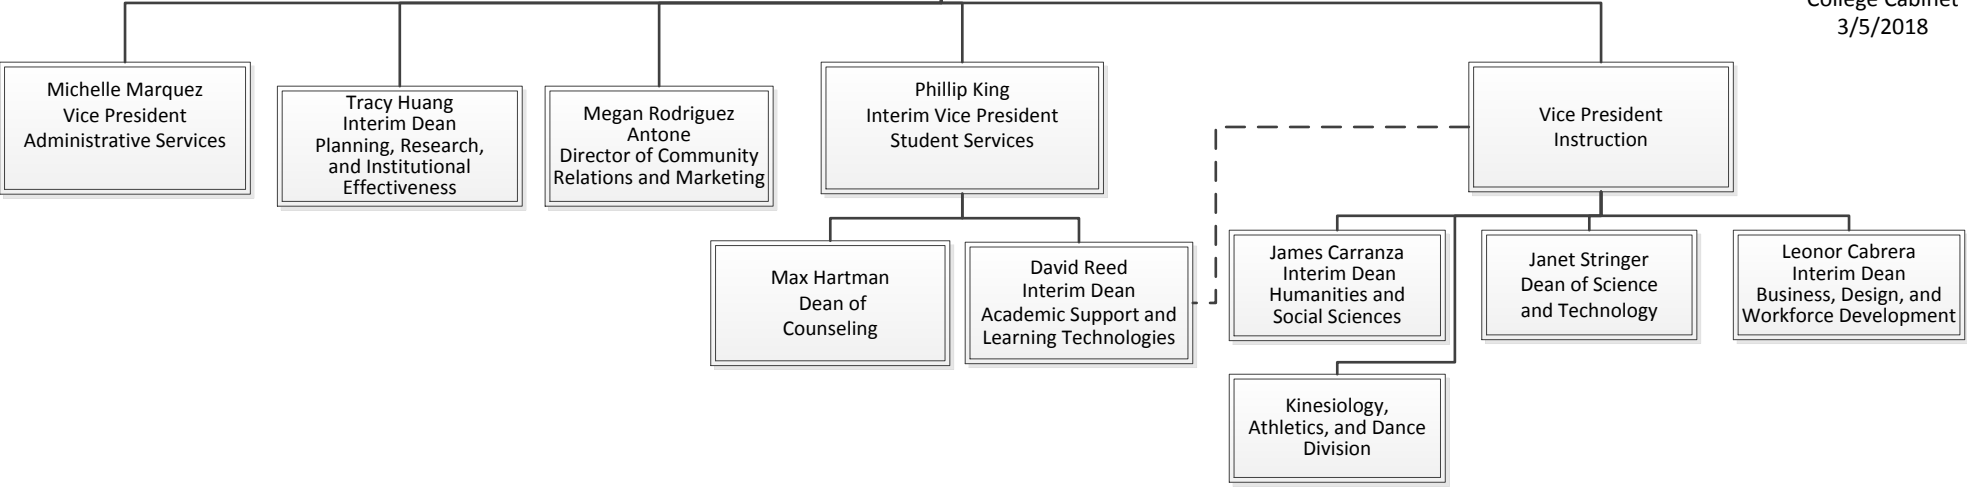 College Cabinet
3/5/2018
Michelle Marquez
Vice President
Administrative Services
Tracy Huang
Interim Dean
Planning, Research,
and Institutional
Effectiveness
Megan Rodriguez
Antone
Director of Community
Relations and Marketing
Phillip King
Interim Vice President
Student Services
Vice President
Instruction
Max Hartman
Dean of
Counseling
David Reed
Interim Dean
Academic Support and
Learning Technologies
James Carranza
Interim Dean
Humanities and
Social Sciences
Janet Stringer
Dean of Science
and Technology
Leonor Cabrera
Interim Dean
Business, Design, and
Workforce Development
Kinesiology,
Athletics, and Dance
Division